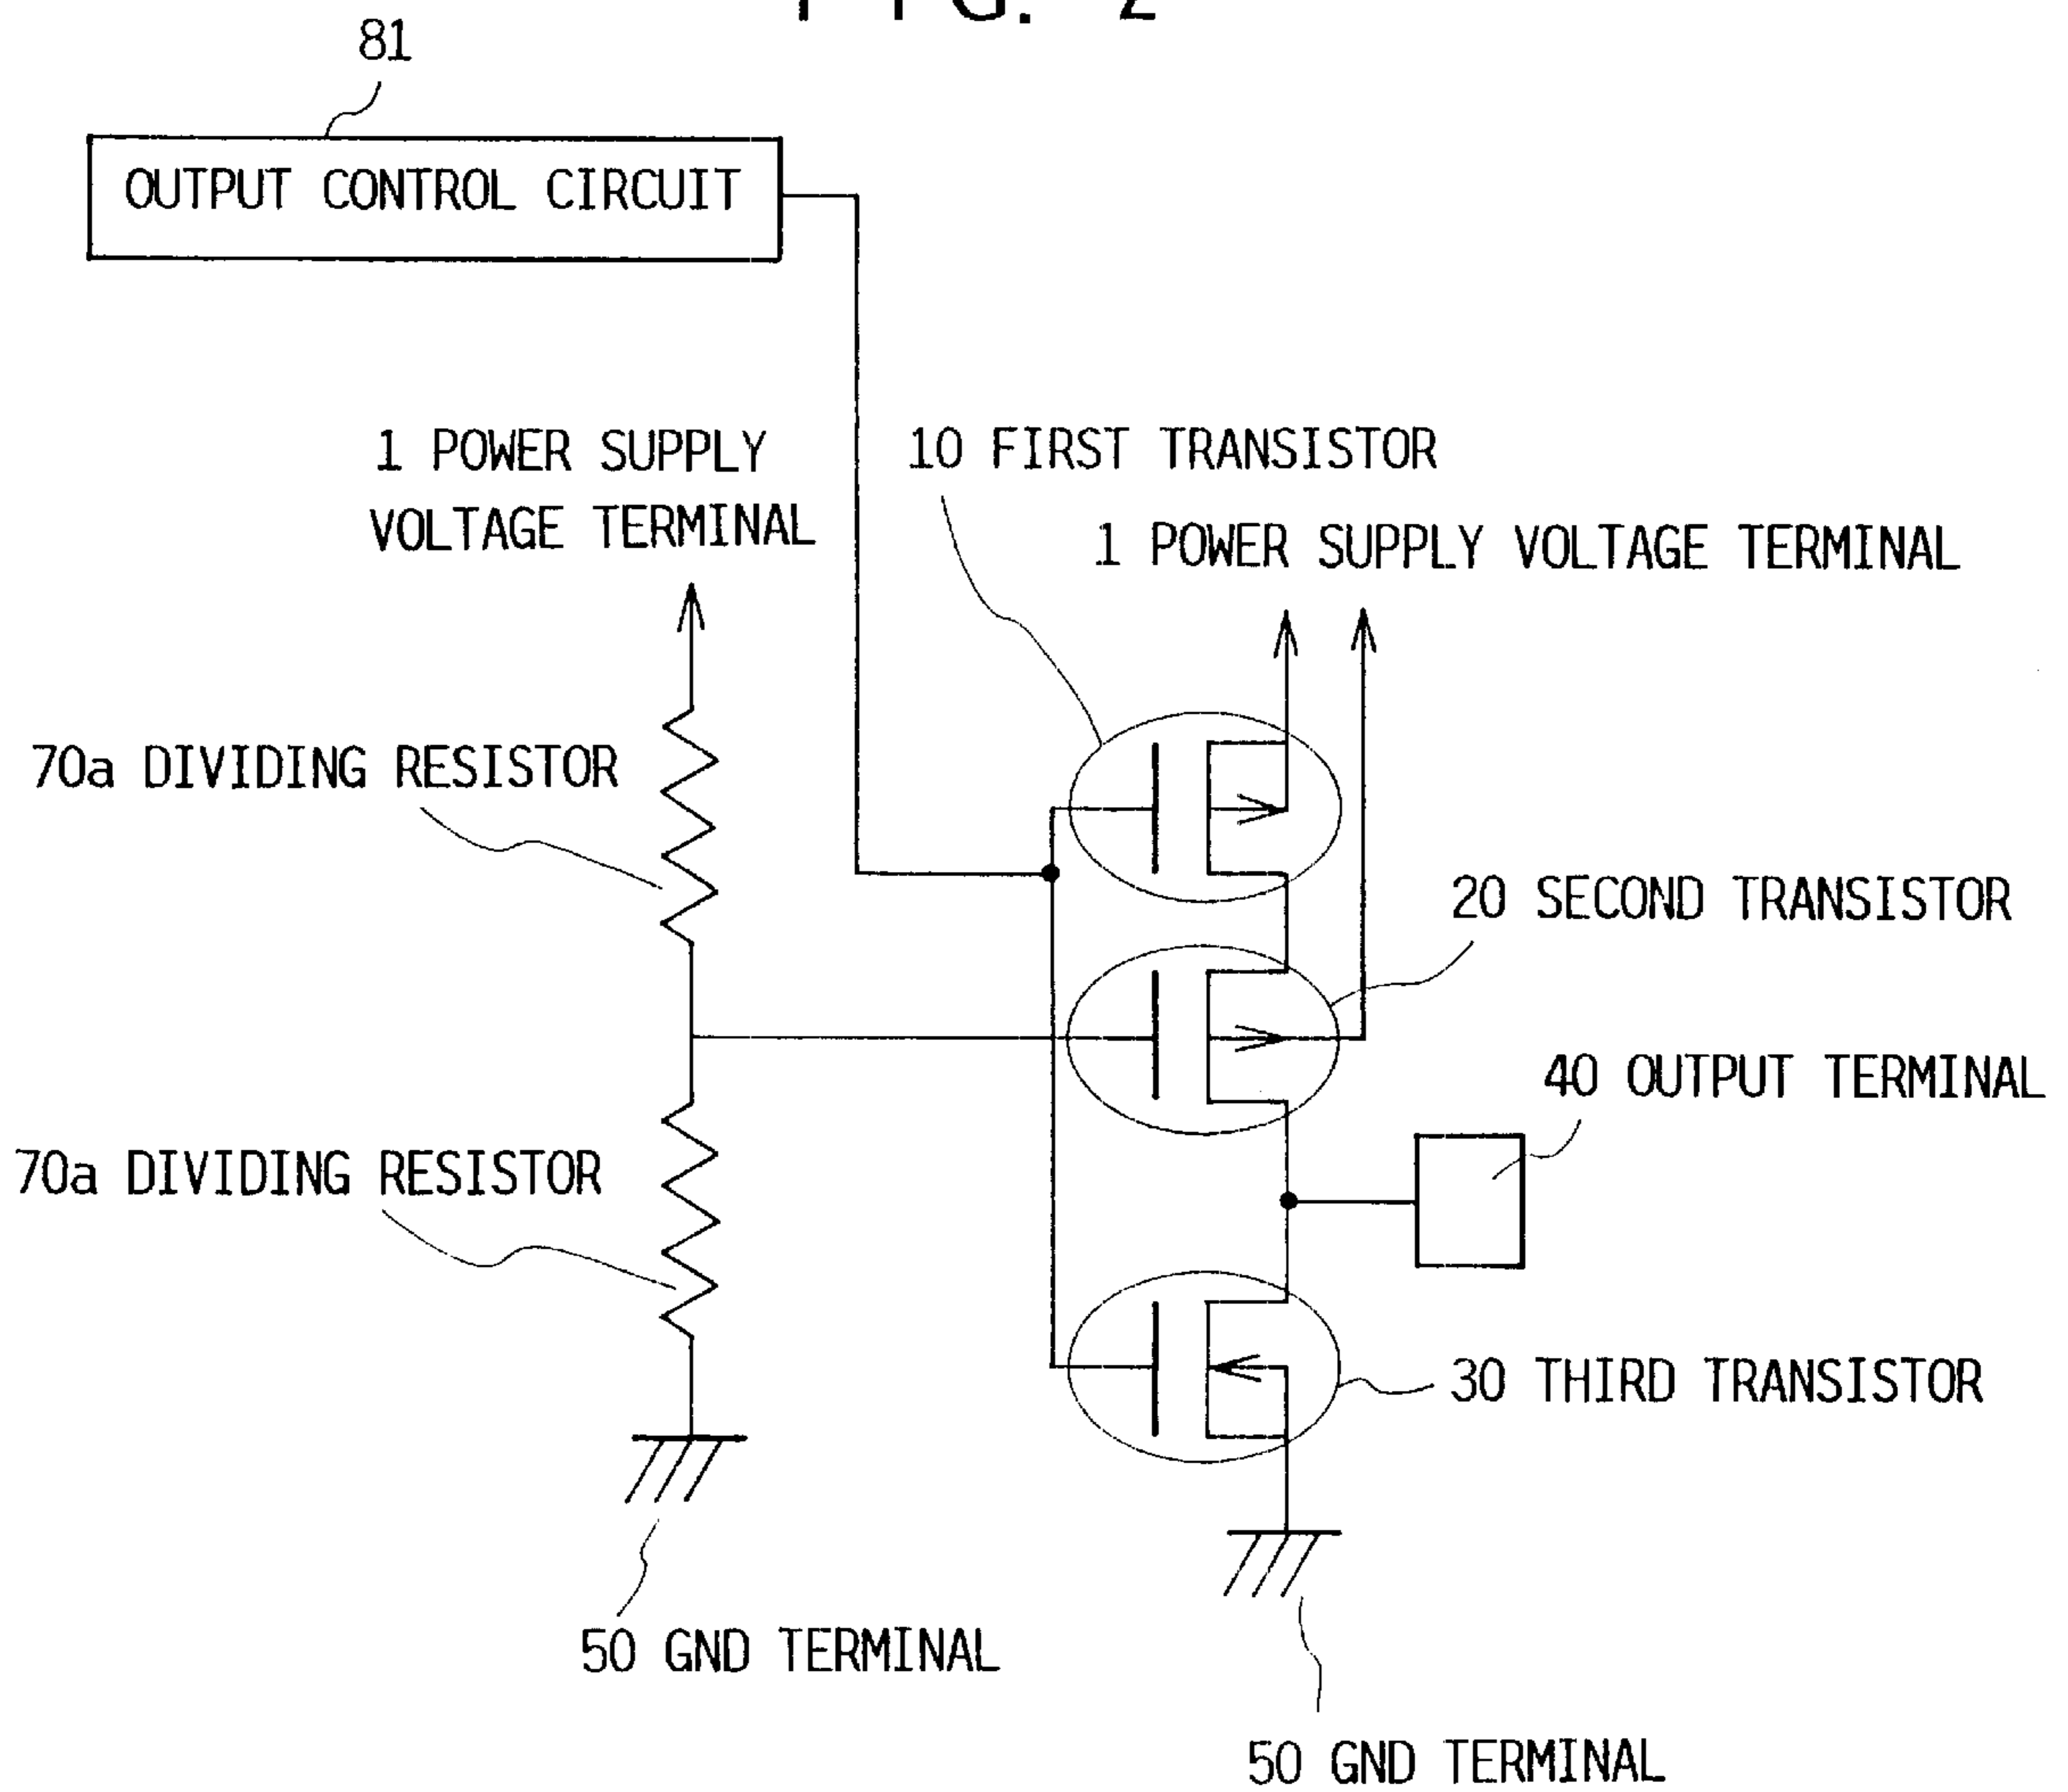 FIG. 2
81
OUTPUT CONTROL CIRCUIT
1 POWER SUPPLY
VOLTAGE TERMINAL
10 FIRST TRANSISTOR
1 POWER SUPPLY VOLTAGE TERMINAL
70a DIVIDING RESISTOR
20 SECOND TRANSISTOR
40 OUTPUT TERMINAL
70a DIVIDING RESISTOR
30 THIRD TRANSISTOR
50 GND TERMINAL
50 GND TERMINAL